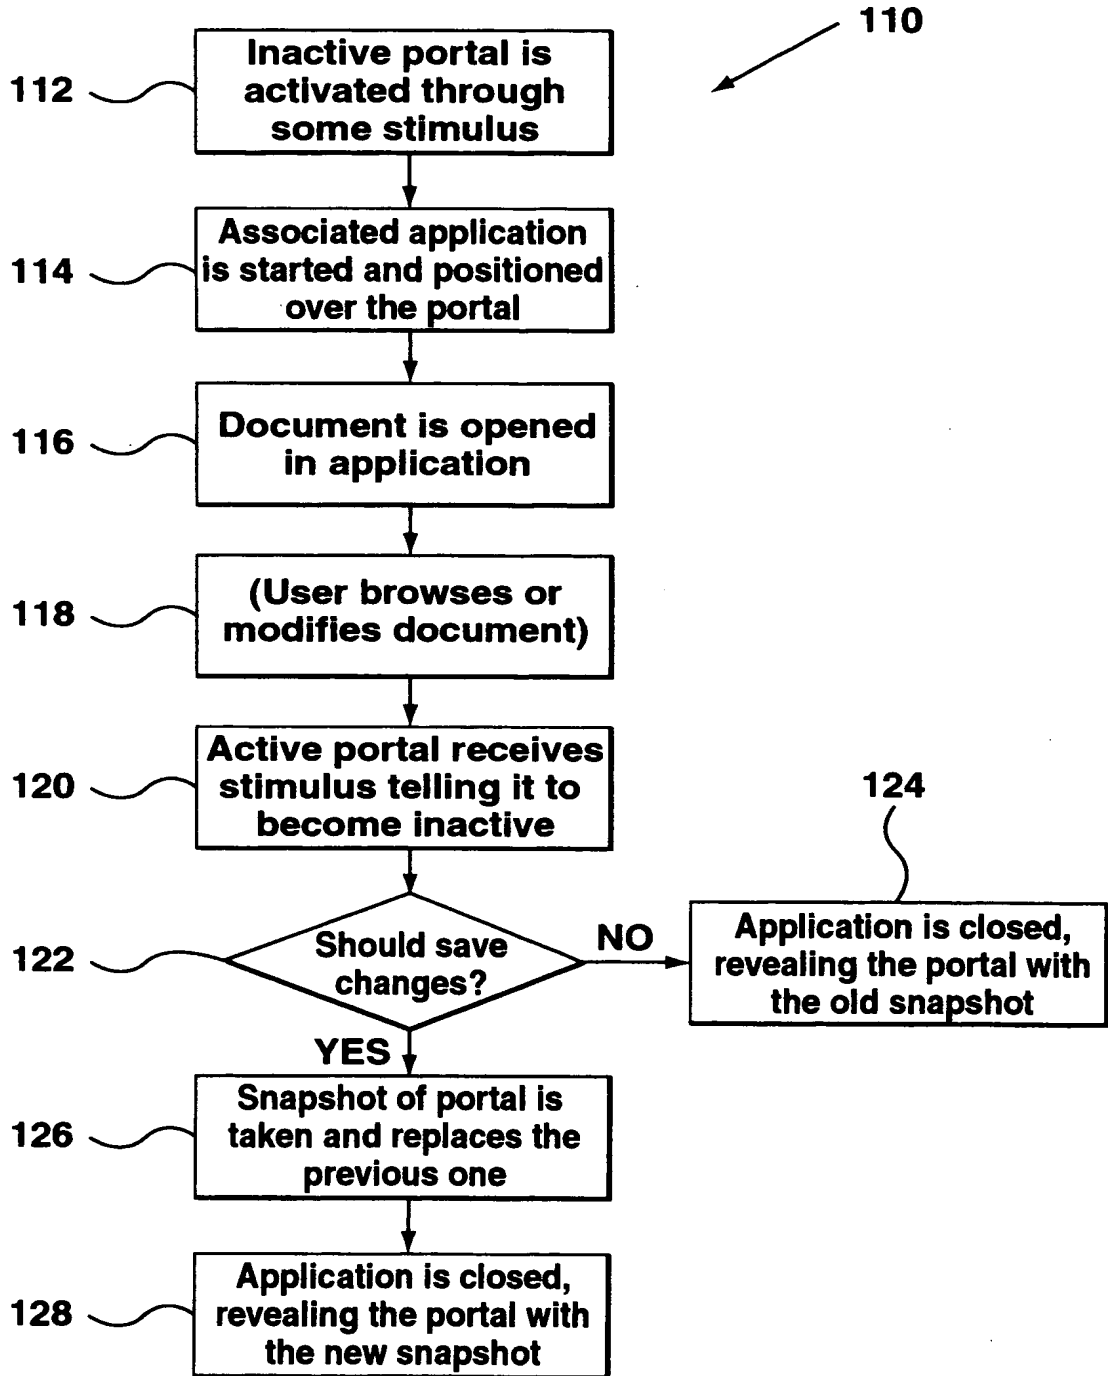 110
112
Inactive portal is
activated through
some stimulus
114
Associated application
is started and positioned
over the portal
116
Document is opened
in application
118
(User browses or
modifies document)
120
Active portal receives
stimulus telling it to
become inactive
122
Should save
changes?
NO
124
Application is closed,
revealing the portal with
the old snapshot
YES
126
Snapshot of portal is
taken and replaces the
previous one
128
Application is closed,
revealing the portal with
the new snapshot